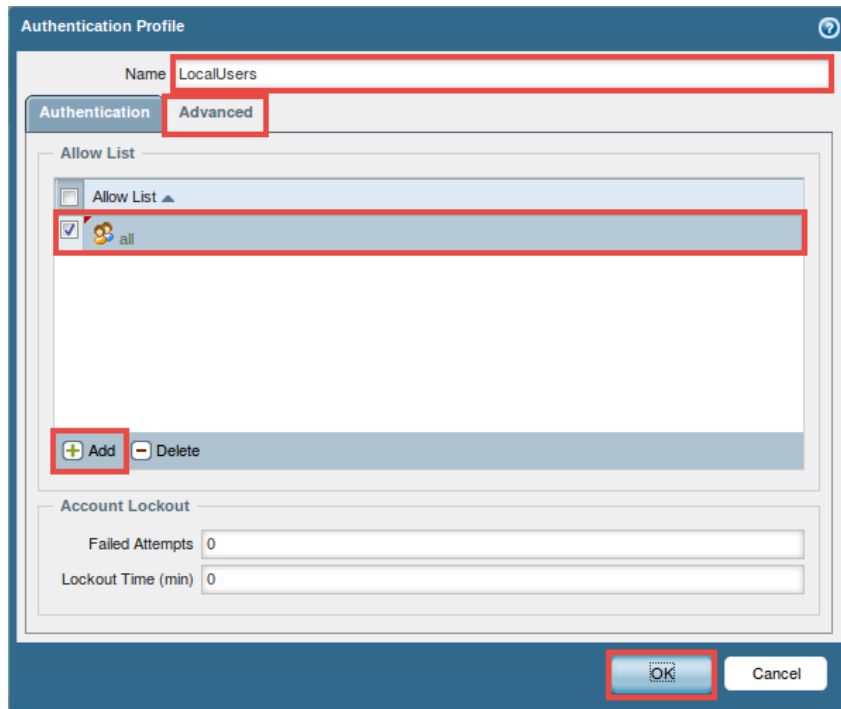 Authentication Profile
Name LocalUsers
Authentication Advanced
Allow List
Allow List
all
Add Delete
Account Lockout
Failed Attempts 0
Lockout Time (min) 0
OK Cancel